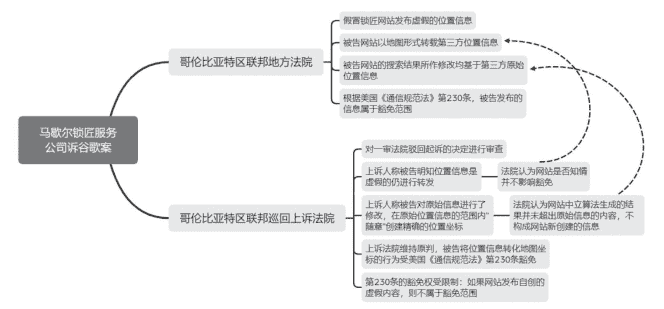 马歇尔锁匠服务
公司诉谷歌案
哥伦比亚特区联邦地方法院
假冒锁匠网站发布虚假的位置信息
被告网站以地图形式转载第三方位置信息
被告网站的搜索结果所作修改均基于第三方原始
位置信息
根据美国《通信规范法》第230条，被告发布的
信息属于豁免范围
哥伦比亚特区联邦巡回上诉法院
对一审法院驳回起诉的决定进行审查
上诉人称被告明知位置信息是
虚假的仍进行转发
法院认为网站是否知情
并不影响豁免
上诉人称被告对原始信息进行了
修改，在原始位置信息的范围内"
随意"创建精确的位置坐标
法院认为网站中立算法生成的结
果并未超出原始信息的内容，不
构成网站新创建的信息
上诉法院维持原判，被告将位置信息转化地图坐
标的行为受美国《通信规范法》第230条豁免
第230条的豁免权受限制：如果网站发布自创的
虚假内容，则不属于豁免范围